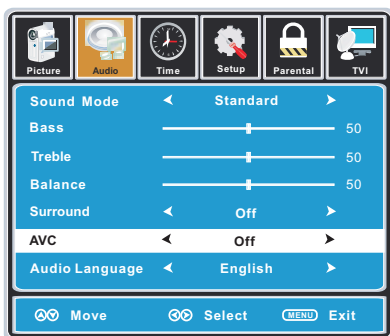 Picture Audio Time Setup Parental TVI
Sound Mode Standard
Bass 50
Treble 50
Balance 50
Surround Off
AVC Off
Audio Language English
Move Select MENU Exit